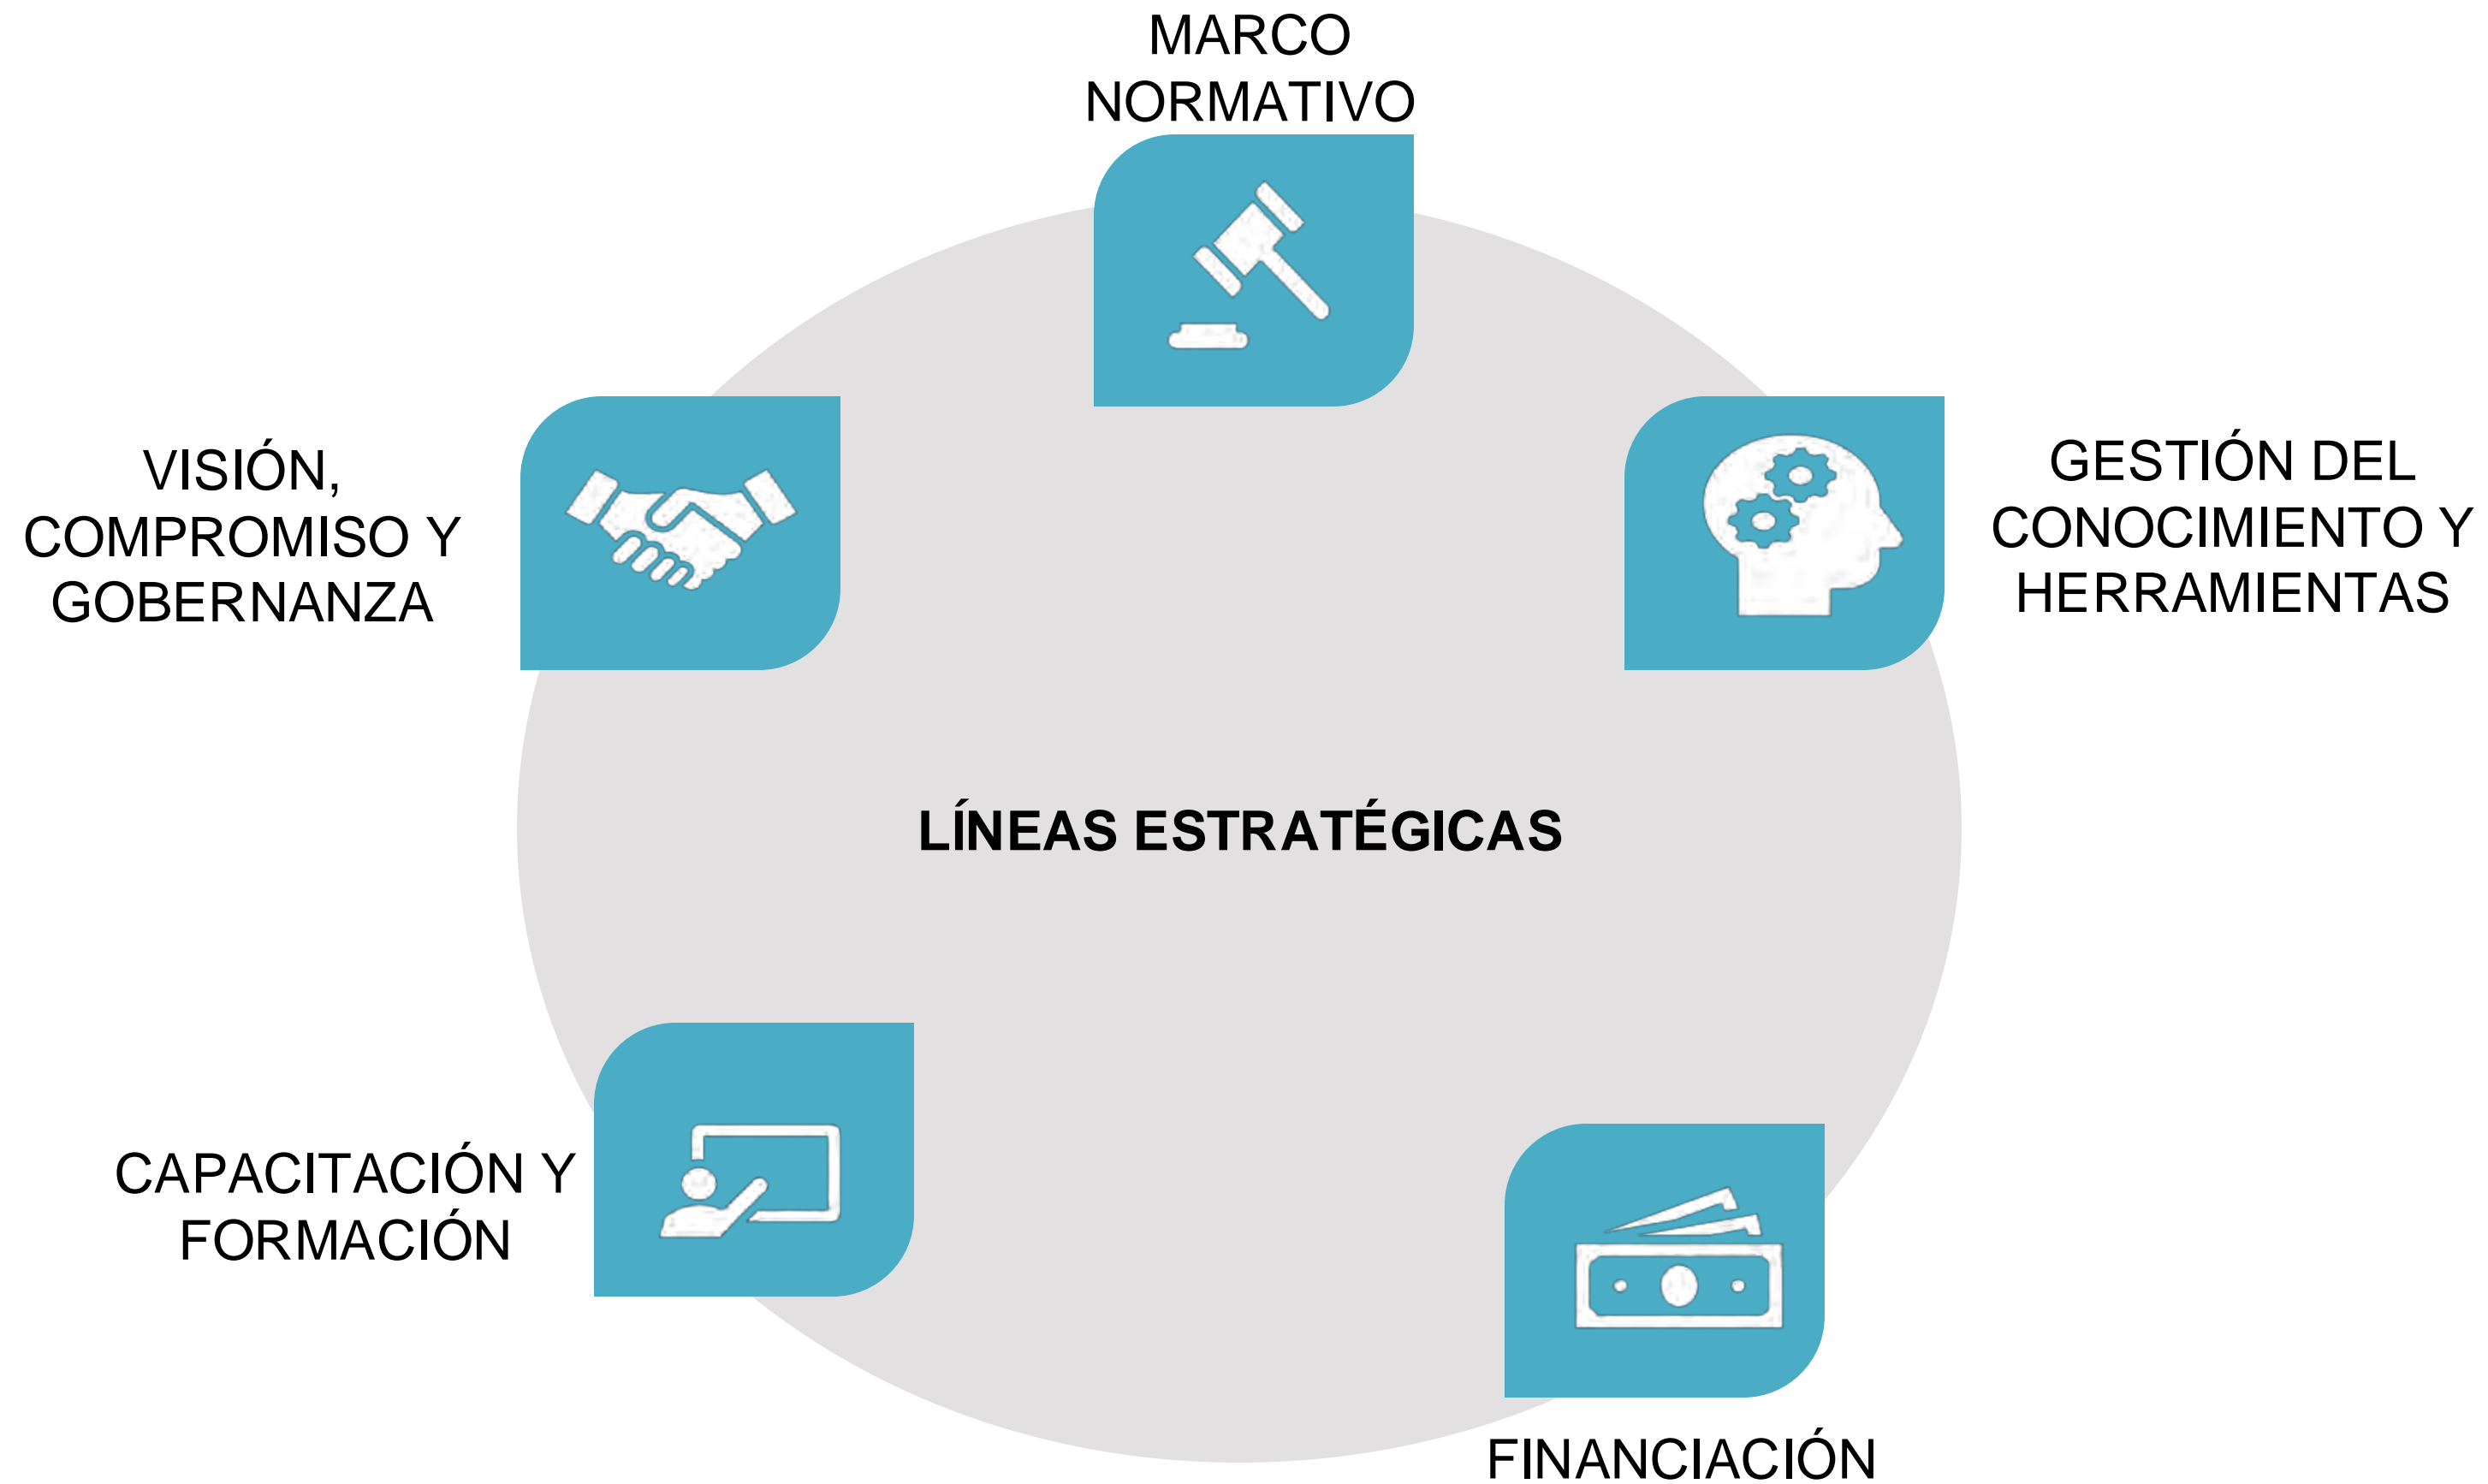 MARCO
NORMATIVO
VISIÓN,
COMPROMISO Y
GOBERNANZA
GESTIÓN DEL
CONOCIMIENTO Y
HERRAMIENTAS
LÍNEAS ESTRATÉGICAS
CAPACITACIÓN Y
FORMACIÓN
FINANCIACIÓN